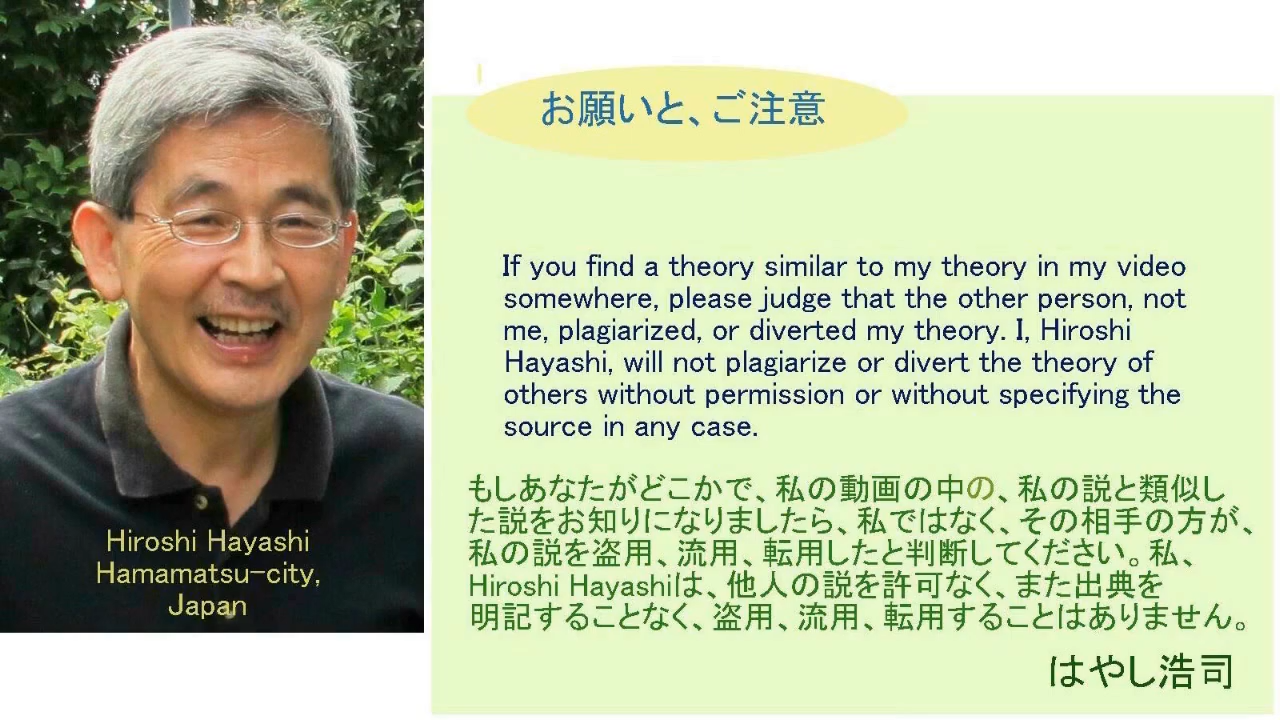 お願いと、ご注意
If you find a theory similar to my theory in my video
somewhere, please judge that the other person, not
me, plagiarized, or diverted my theory. I, Hiroshi
Hayashi, will not plagiarize or divert the theory of
others without permission or without specifying the
source in any case.
もしあなたがどこかで、私の動画の中の、私の説と類似し
た説をお知りになりましたら、私ではなく、その相手の方が、
私の説を盗用、流用、転用したと判断してください。私、
Hiroshi Hayashiは、他人の説を許可なく、また出典を
明記することなく、盗用、流用、転用することはありません。
はやし浩司
Hiroshi Hayashi
Hamamatsu-city,
Japan